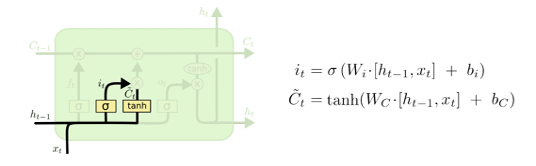 h_t
C_{t-1}
C_t
tanh
f_t
i_t
C̃_t
o_t
σ
σ
tanh
σ
h_{t-1}
h_t
x_t
i_t = σ (W_i·[h_{t-1}, x_t] + b_i)
C̃_t = tanh(W_C·[h_{t-1}, x_t] + b_C)